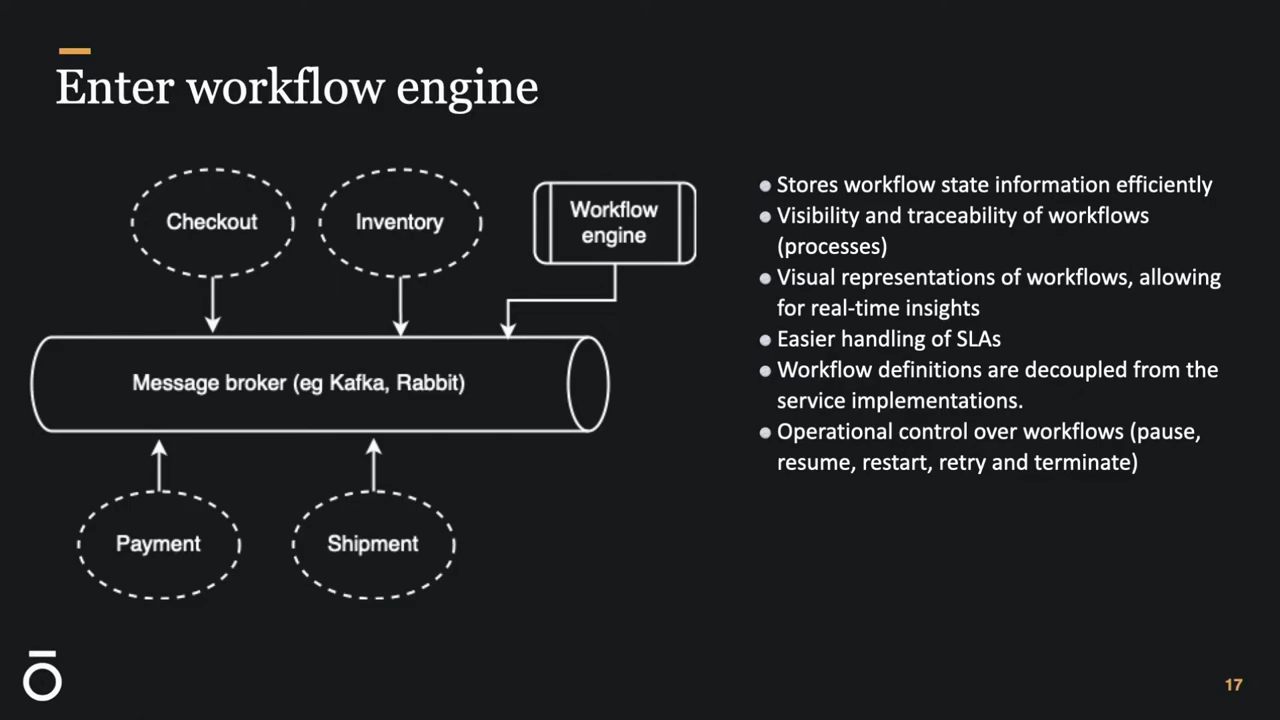 Enter workflow engine
Checkout
Inventory
Workflow
engine
Message broker (eg Kafka, Rabbit)
Payment
Shipment
● Stores workflow state information efficiently
● Visibility and traceability of workflows
(processes)
● Visual representations of workflows, allowing
for real-time insights
● Easier handling of SLAs
● Workflow definitions are decoupled from the
service implementations.
● Operational control over workflows (pause,
resume, restart, retry and terminate)
17